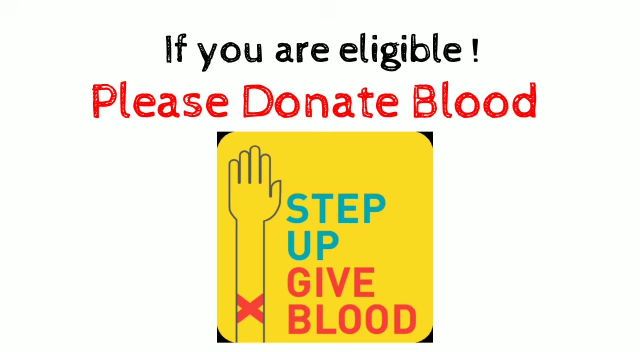 If you are eligible !
Please Donate Blood
STEP
UP
GIVE
BLOOD